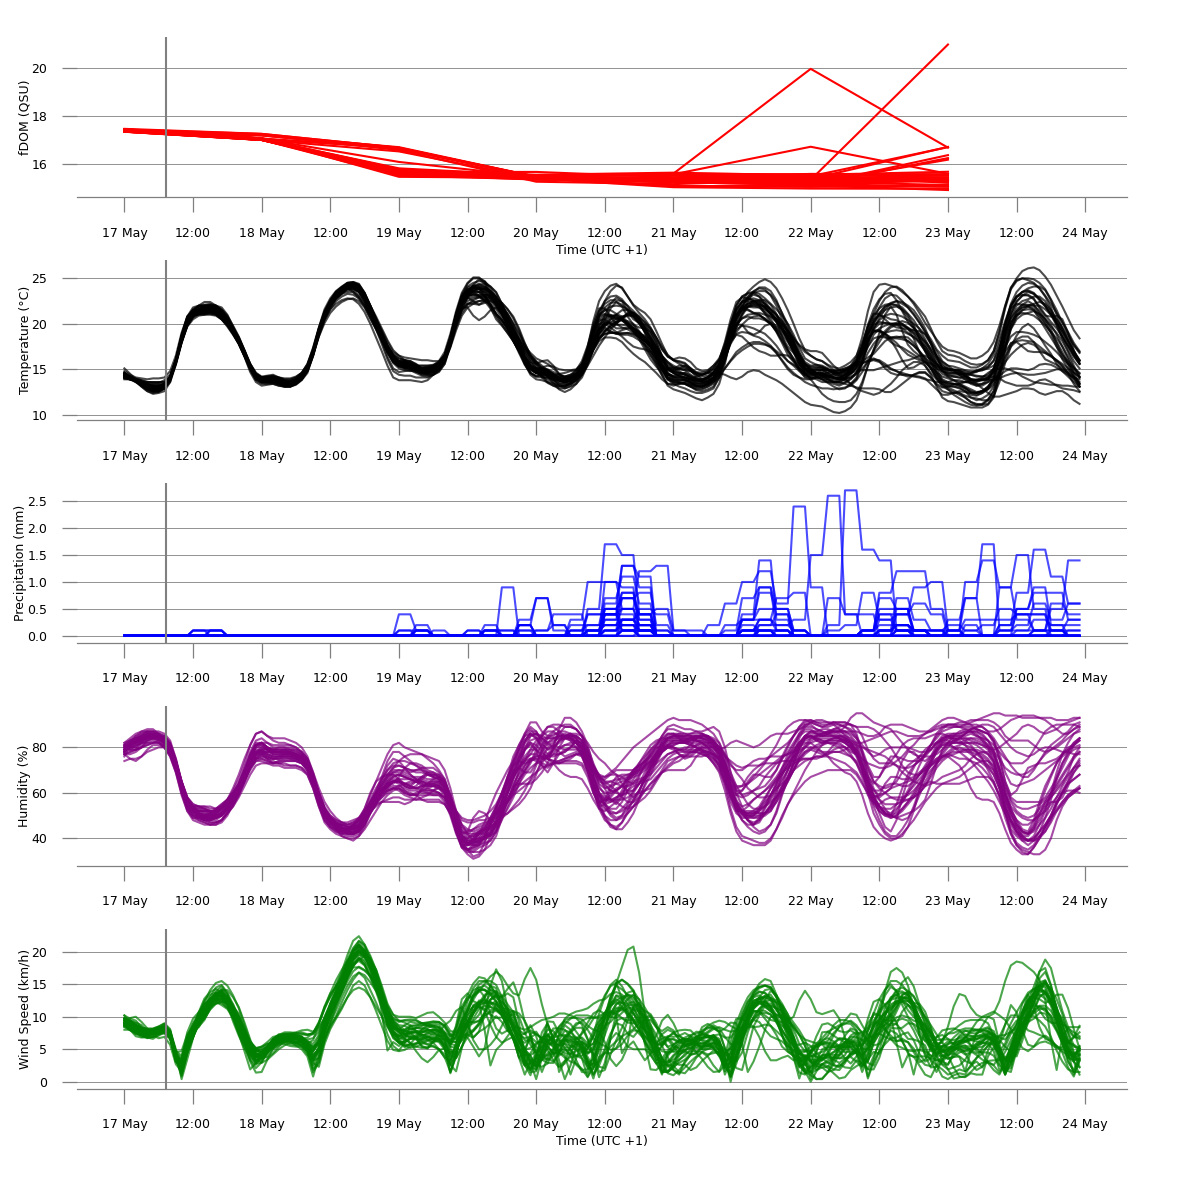 fDOM (QSU)
20
18
16
17 May 12:00 18 May 12:00 19 May 12:00 20 May 12:00 21 May 12:00 22 May 12:00 23 May 12:00 24 May
Time (UTC +1)
Temperature (°C)
25
20
15
10
17 May 12:00 18 May 12:00 19 May 12:00 20 May 12:00 21 May 12:00 22 May 12:00 23 May 12:00 24 May
Precipitation (mm)
2.5
2.0
1.5
1.0
0.5
0.0
17 May 12:00 18 May 12:00 19 May 12:00 20 May 12:00 21 May 12:00 22 May 12:00 23 May 12:00 24 May
Humidity (%)
80
60
40
17 May 12:00 18 May 12:00 19 May 12:00 20 May 12:00 21 May 12:00 22 May 12:00 23 May 12:00 24 May
Wind Speed (km/h)
20
15
10
5
0
17 May 12:00 18 May 12:00 19 May 12:00 20 May 12:00 21 May 12:00 22 May 12:00 23 May 12:00 24 May
Time (UTC +1)